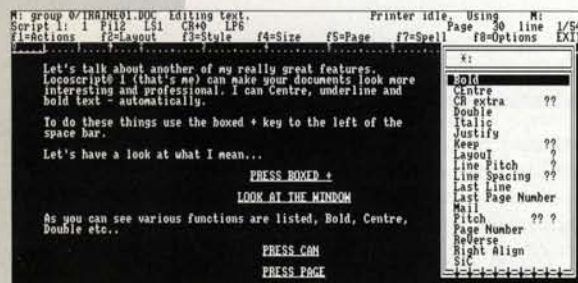 M: group 0/TRAINE01.DOC Editing text. Printer idle. Using M:
Script 1: 1 Pi12 LS1 CR+0 LP6 Page 30 line 1/54
f1=Actions f2=Layout f3=Style f4=Size f5=Page f7=Spell f8=Options EXIT
Let's talk about another of my really great features.
Locoscript® 1 (that's me) can make your documents look more
interesting and professional. I can Centre, underline and
bold text - automatically.
To do these things use the boxed + key to the left of the
space bar.
Let's have a look at what I mean...
PRESS BOXED +
LOOK AT THE WINDOW
As you can see various functions are listed, Bold, Centre,
Double etc..
PRESS CAN
PRESS PAGE
*:
Bold
CEntre
CR extra ??
Double
Italic
Justify
Keep ??
LayouT ?
Line Pitch ?
Line Spacing ??
Last Line
Last Page Number
Mail
Pitch ?? ?
Page Number
ReVerse
Right Align
SiC